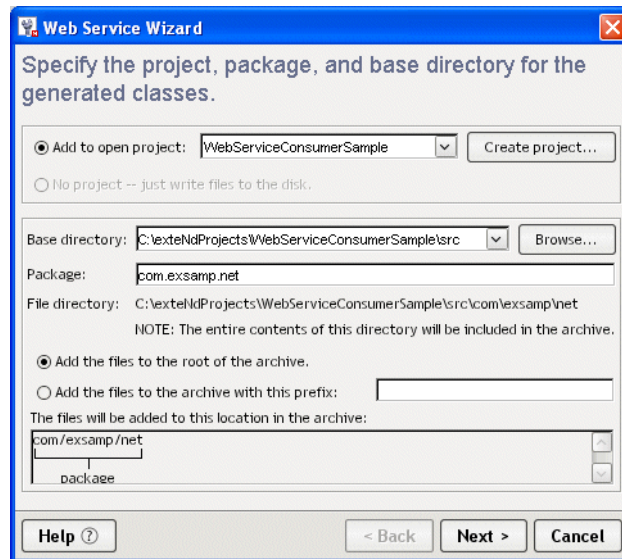 Web Service Wizard
Specify the project, package, and base directory for the
generated classes.
Add to open project: WebServiceConsumerSample Create project...
No project -- just write files to the disk.
Base directory: C:\exteNdProjects\WebServiceConsumerSample\src Browse...
Package: com.exsamp.net
File directory: C:\exteNdProjects\WebServiceConsumerSample\src\com\exsamp\net
NOTE: The entire contents of this directory will be included in the archive.
Add the files to the root of the archive.
Add the files to the archive with this prefix:
The files will be added to this location in the archive:
com/exsamp/net
package
Help ? < Back Next > Cancel